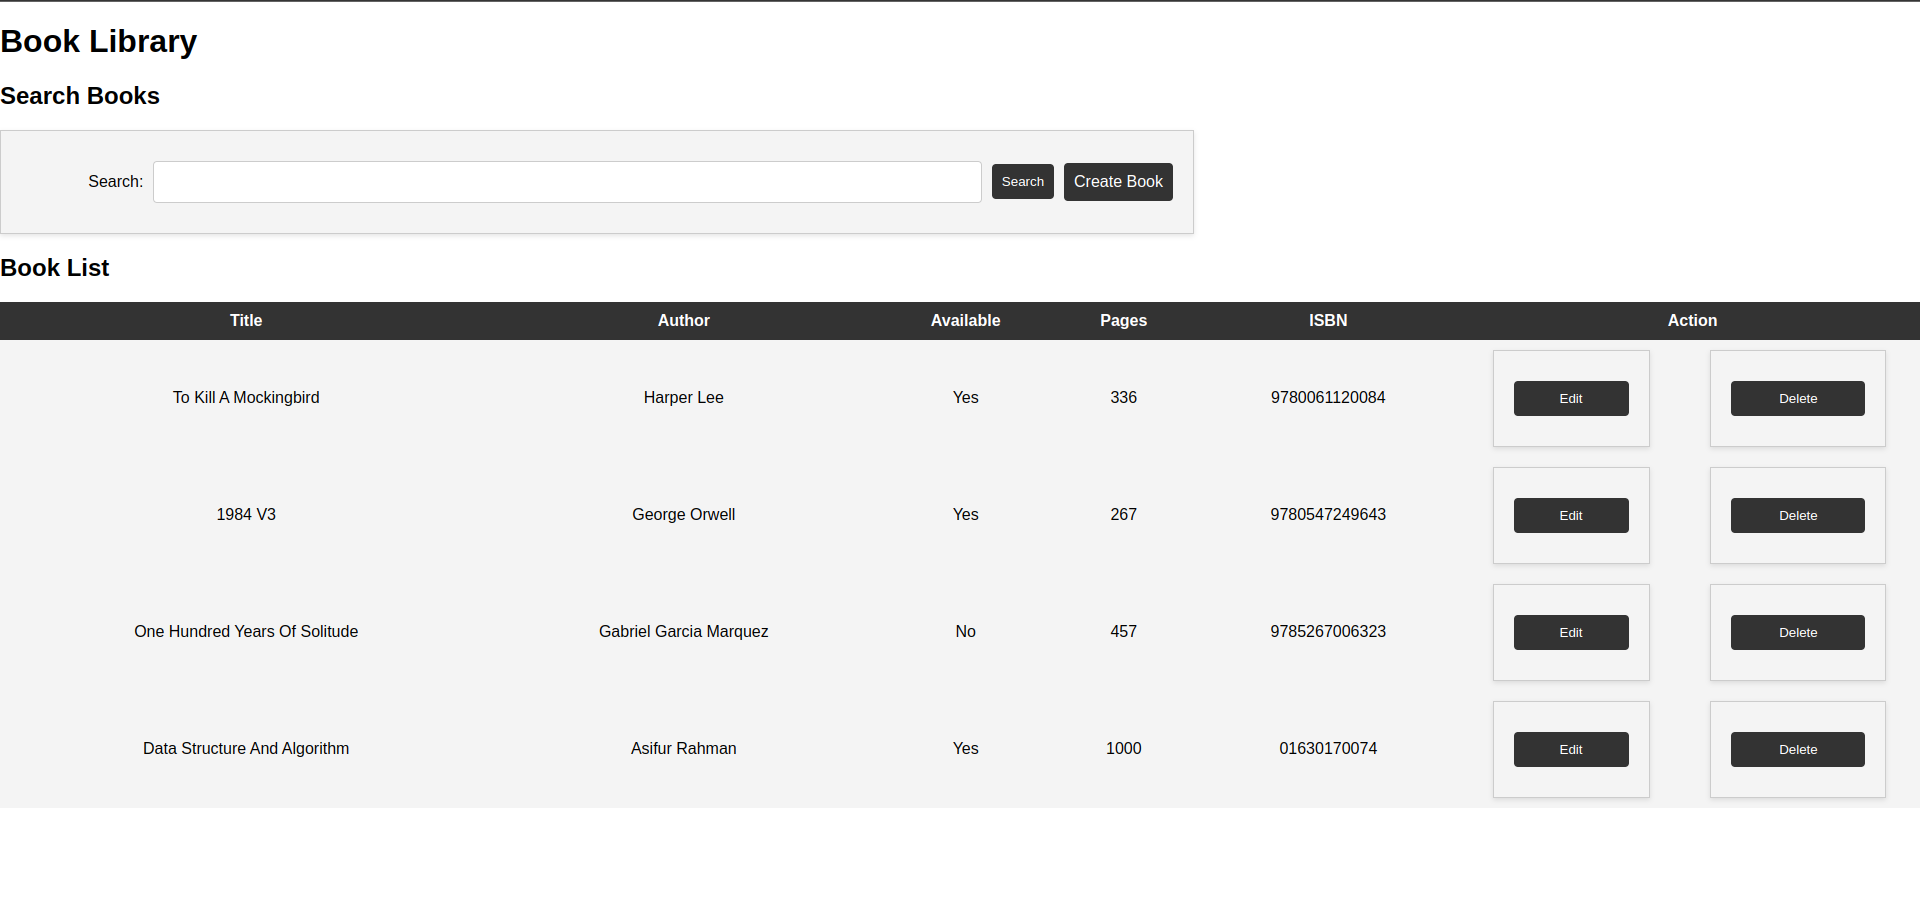 Book Library
Search Books
Search: Search Create Book
Book List
Title Author Available Pages ISBN Action
To Kill A Mockingbird Harper Lee Yes 336 9780061120084 Edit Delete
1984 V3 George Orwell Yes 267 9780547249643 Edit Delete
One Hundred Years Of Solitude Gabriel Garcia Marquez No 457 9785267006323 Edit Delete
Data Structure And Algorithm Asifur Rahman Yes 1000 01630170074 Edit Delete